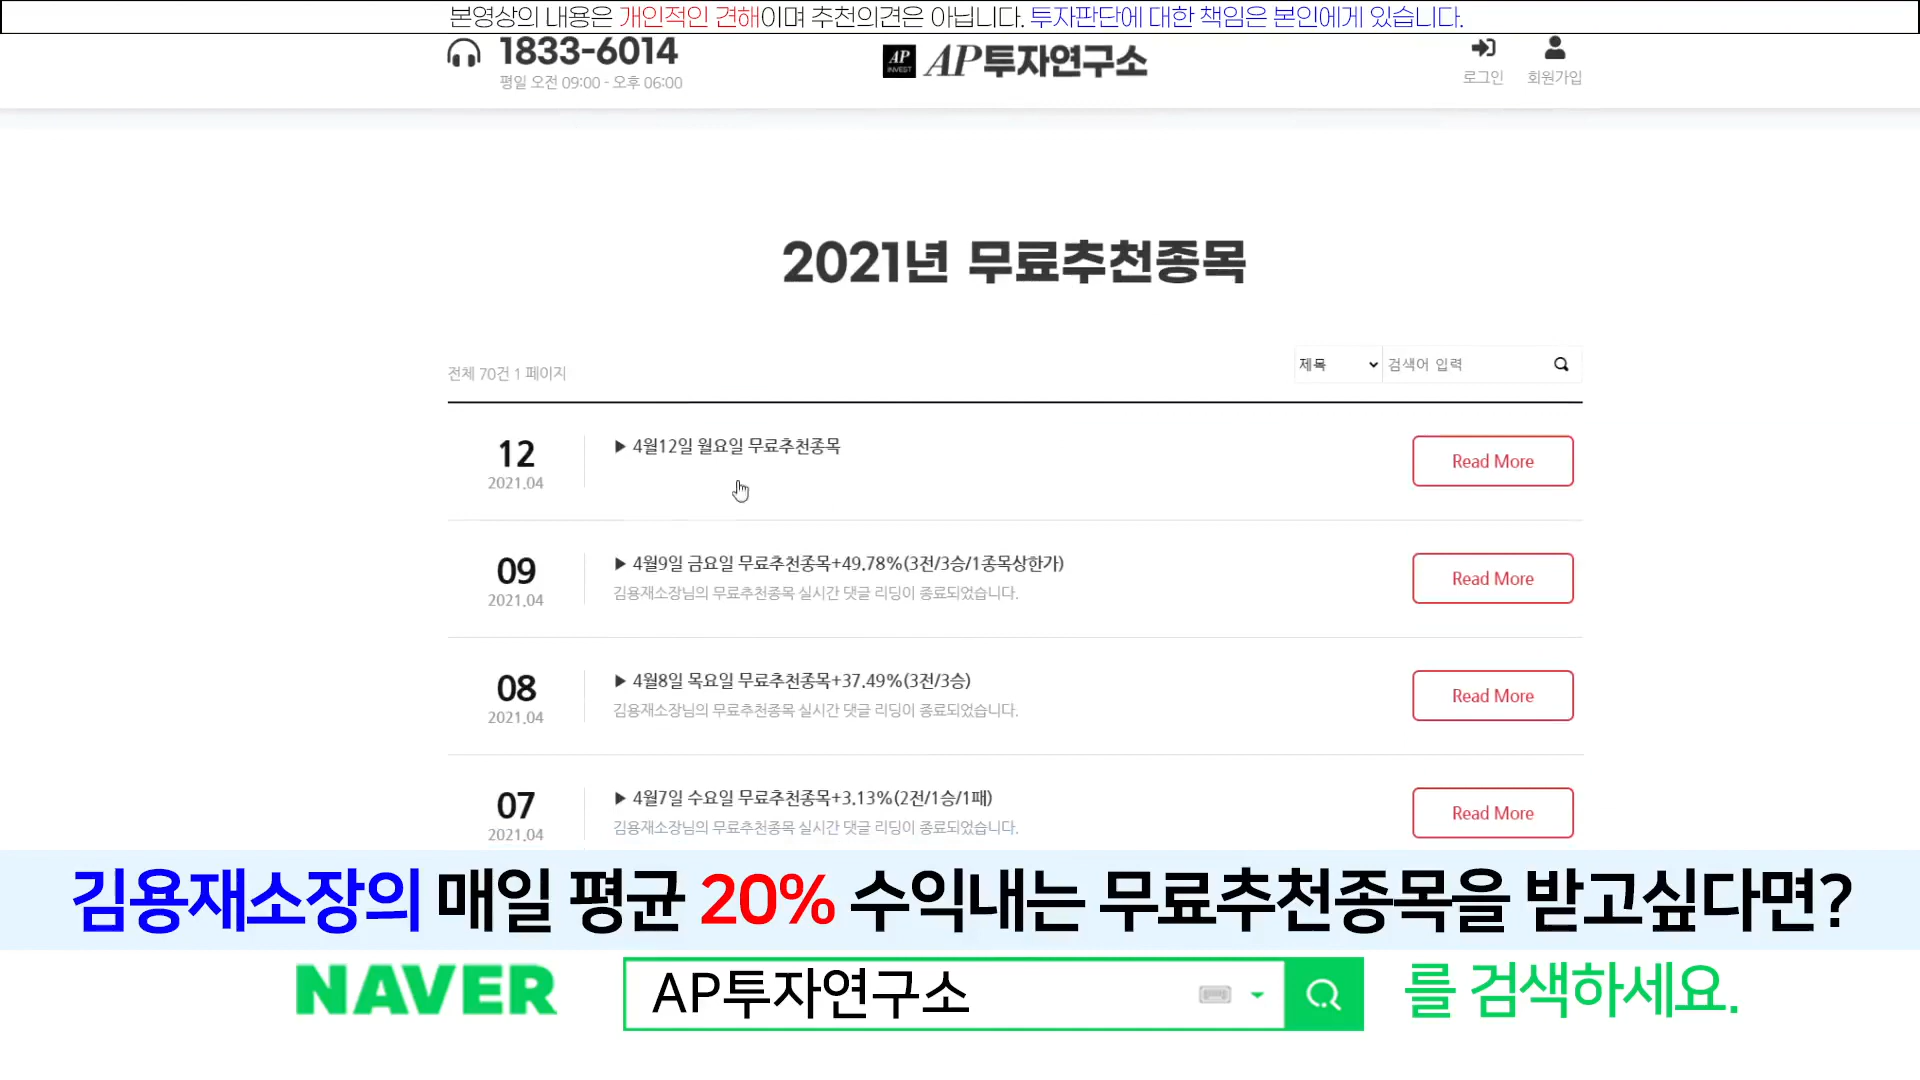 본영상의 내용은 개인적인 견해이며 추천의견은 아닙니다. 투자판단에 대한 책임은 본인에게 있습니다.
1833-6014
평일 오전 09:00 - 오후 06:00
AP INVEST AP투자연구소
로그인 회원가입
2021년 무료추천종목
전체 70건 1 페이지
제목 검색어 입력
12
2021.04
▶ 4월12일 월요일 무료추천종목
Read More
09
2021.04
▶ 4월9일 금요일 무료추천종목+49.78%(3전/3승/1종목상한가)
김용재소장님의 무료추천종목 실시간 댓글 리딩이 종료되었습니다.
Read More
08
2021.04
▶ 4월8일 목요일 무료추천종목+37.49%(3전/3승)
김용재소장님의 무료추천종목 실시간 댓글 리딩이 종료되었습니다.
Read More
07
2021.04
▶ 4월7일 수요일 무료추천종목+3.13%(2전/1승/1패)
김용재소장님의 무료추천종목 실시간 댓글 리딩이 종료되었습니다.
Read More
김용재소장의 매일 평균 20% 수익내는 무료추천종목을 받고싶다면?
NAVER AP투자연구소 를 검색하세요.